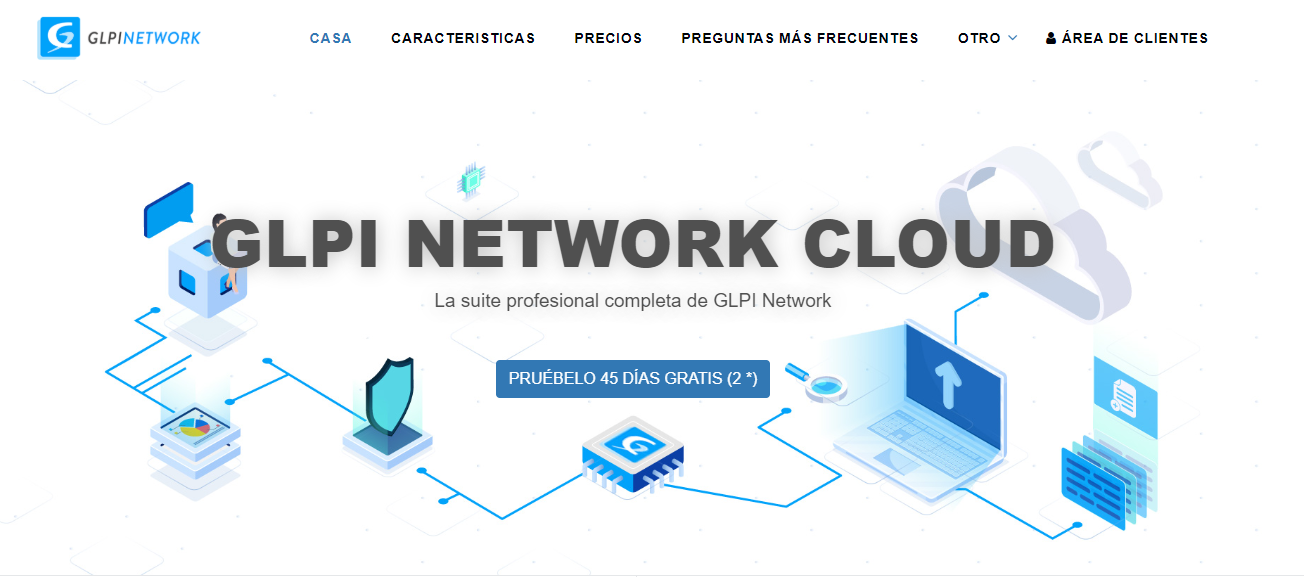 GLPINETWORK
CASA
CARACTERISTICAS
PRECIOS
PREGUNTAS MÁS FRECUENTES
OTRO
ÁREA DE CLIENTES
GLPI NETWORK CLOUD
La suite profesional completa de GLPI Network
PRUÉBELO 45 DÍAS GRATIS (2 *)